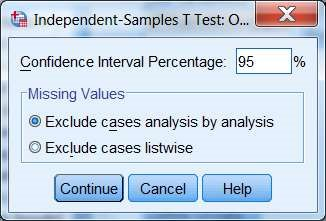 Independent-Samples T Test: O...
Confidence Interval Percentage: 95 %
Missing Values
Exclude cases analysis by analysis
Exclude cases listwise
Continue Cancel Help